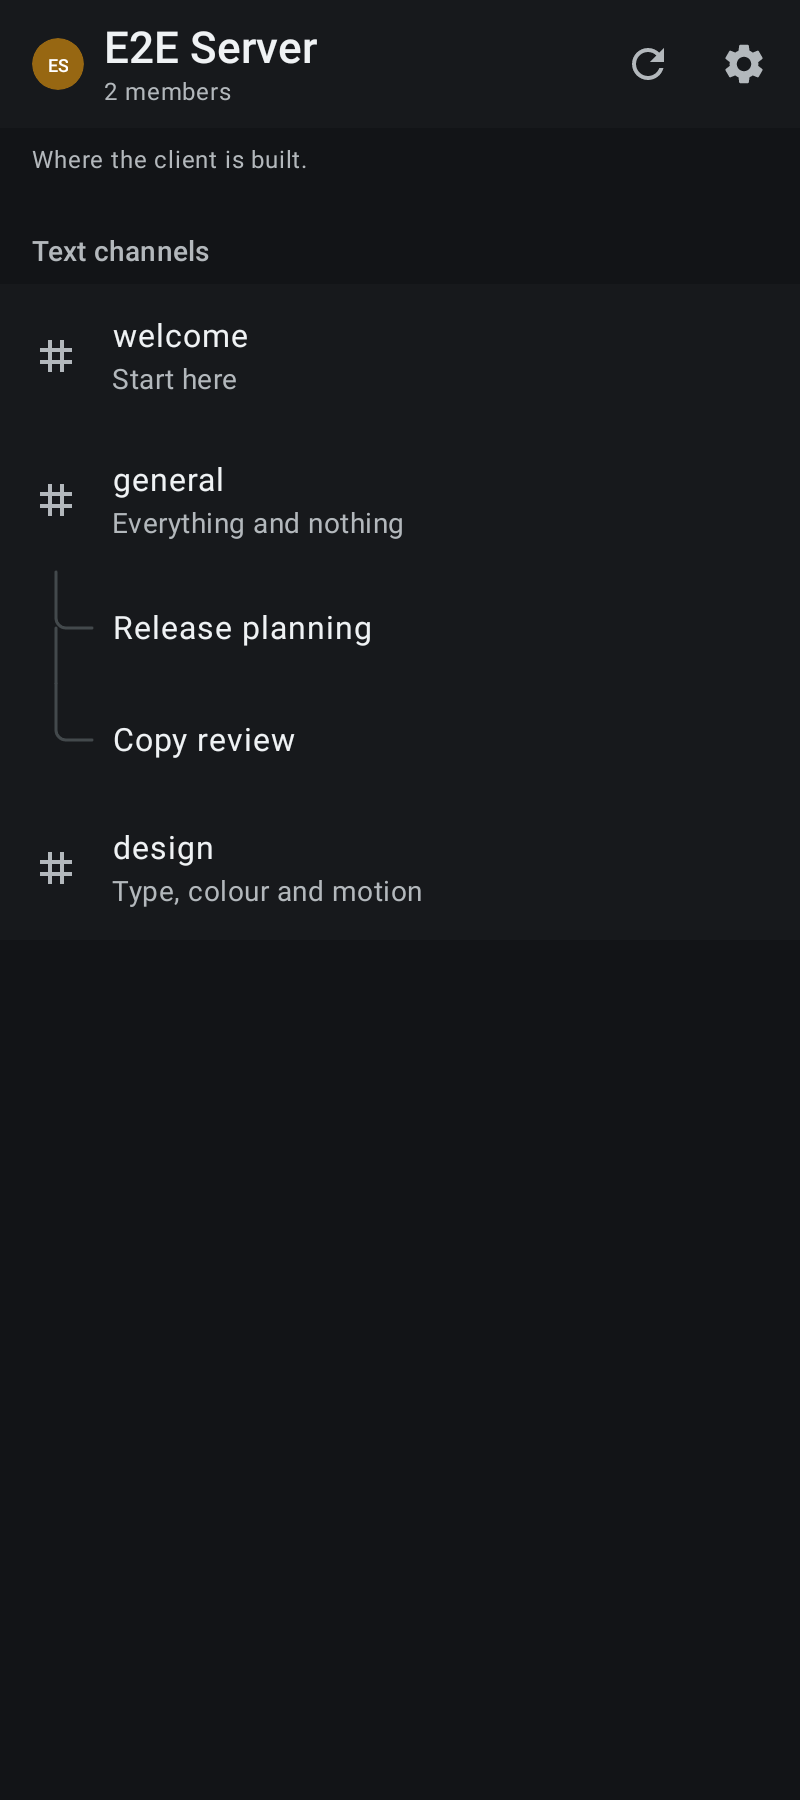 ES
E2E Server
2 members
Where the client is built.
Text channels
welcome
Start here
general
Everything and nothing
Release planning
Copy review
design
Type, colour and motion